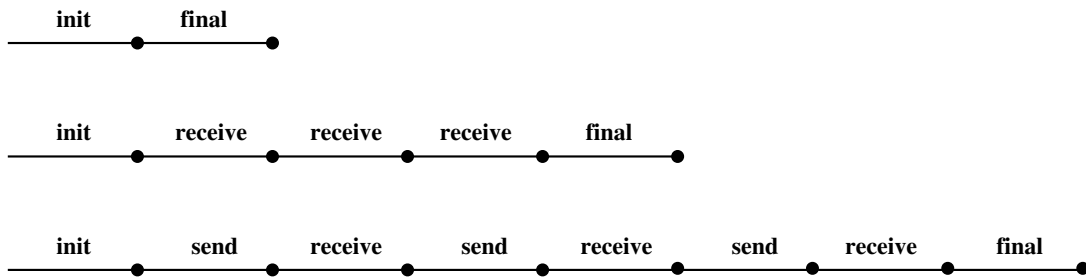 init final
init receive receive receive final
init send receive send receive send receive final